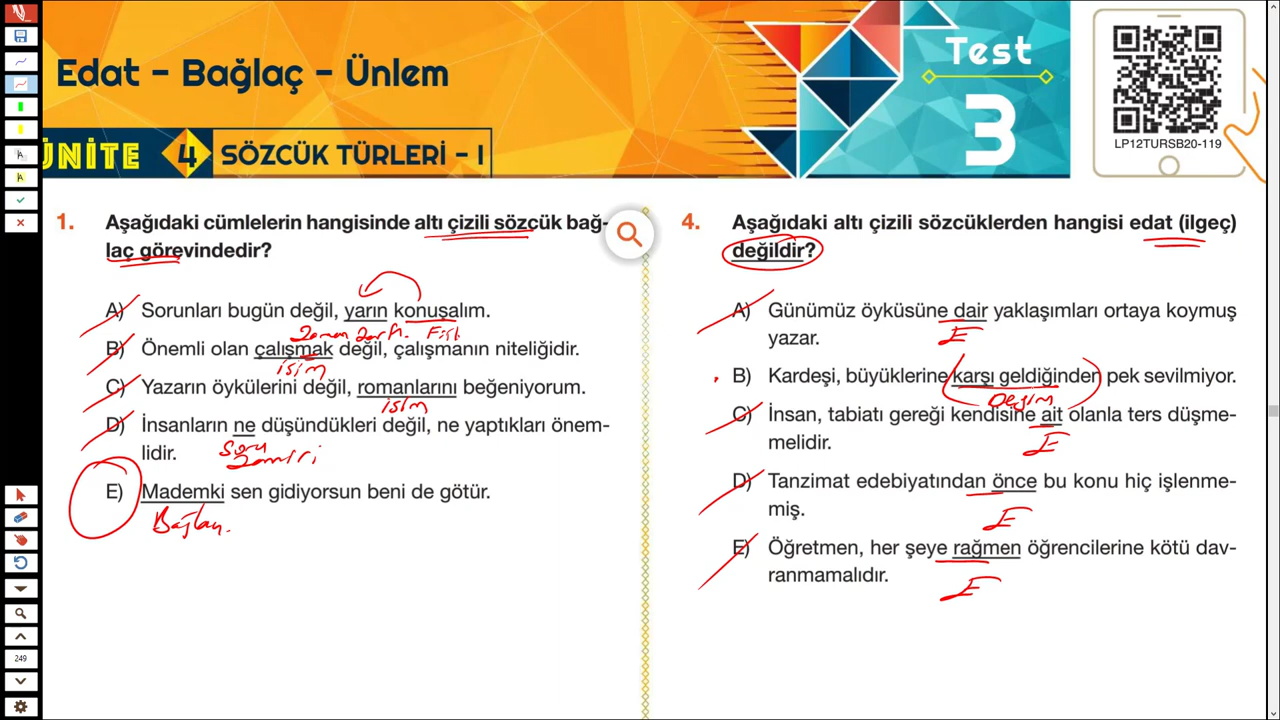 Edat - Bağlaç - Ünlem
Test
3
ÜNİTE 4 SÖZCÜK TÜRLERİ - I
LP12TURSB20-119
1. Aşağıdaki cümlelerin hangisinde altı çizili sözcük bağ-
laç görevindedir?
A) Sorunları bugün değil, yarın konuşalım.
Zaman Zarfı. Fiil
B) Önemli olan çalışmak değil, çalışmanın niteliğidir.
isim
C) Yazarın öykülerini değil, romanlarını beğeniyorum.
isim
D) İnsanların ne düşündükleri değil, ne yaptıkları önem-
lidir.
Soru
Zamiri
E) Mademki sen gidiyorsun beni de götür.
Bağlaç.
4. Aşağıdaki altı çizili sözcüklerden hangisi edat (ilgeç)
değildir?
A) Günümüz öyküsüne dair yaklaşımları ortaya koymuş
yazar.
E
B) Kardeşi, büyüklerine karşı geldiğinden pek sevilmiyor.
Deyim
C) İnsan, tabiatı gereği kendisine ait olanla ters düşme-
melidir.
E
D) Tanzimat edebiyatından önce bu konu hiç işlenme-
miş.
E
E) Öğretmen, her şeye rağmen öğrencilerine kötü dav-
ranmamalıdır.
E
249